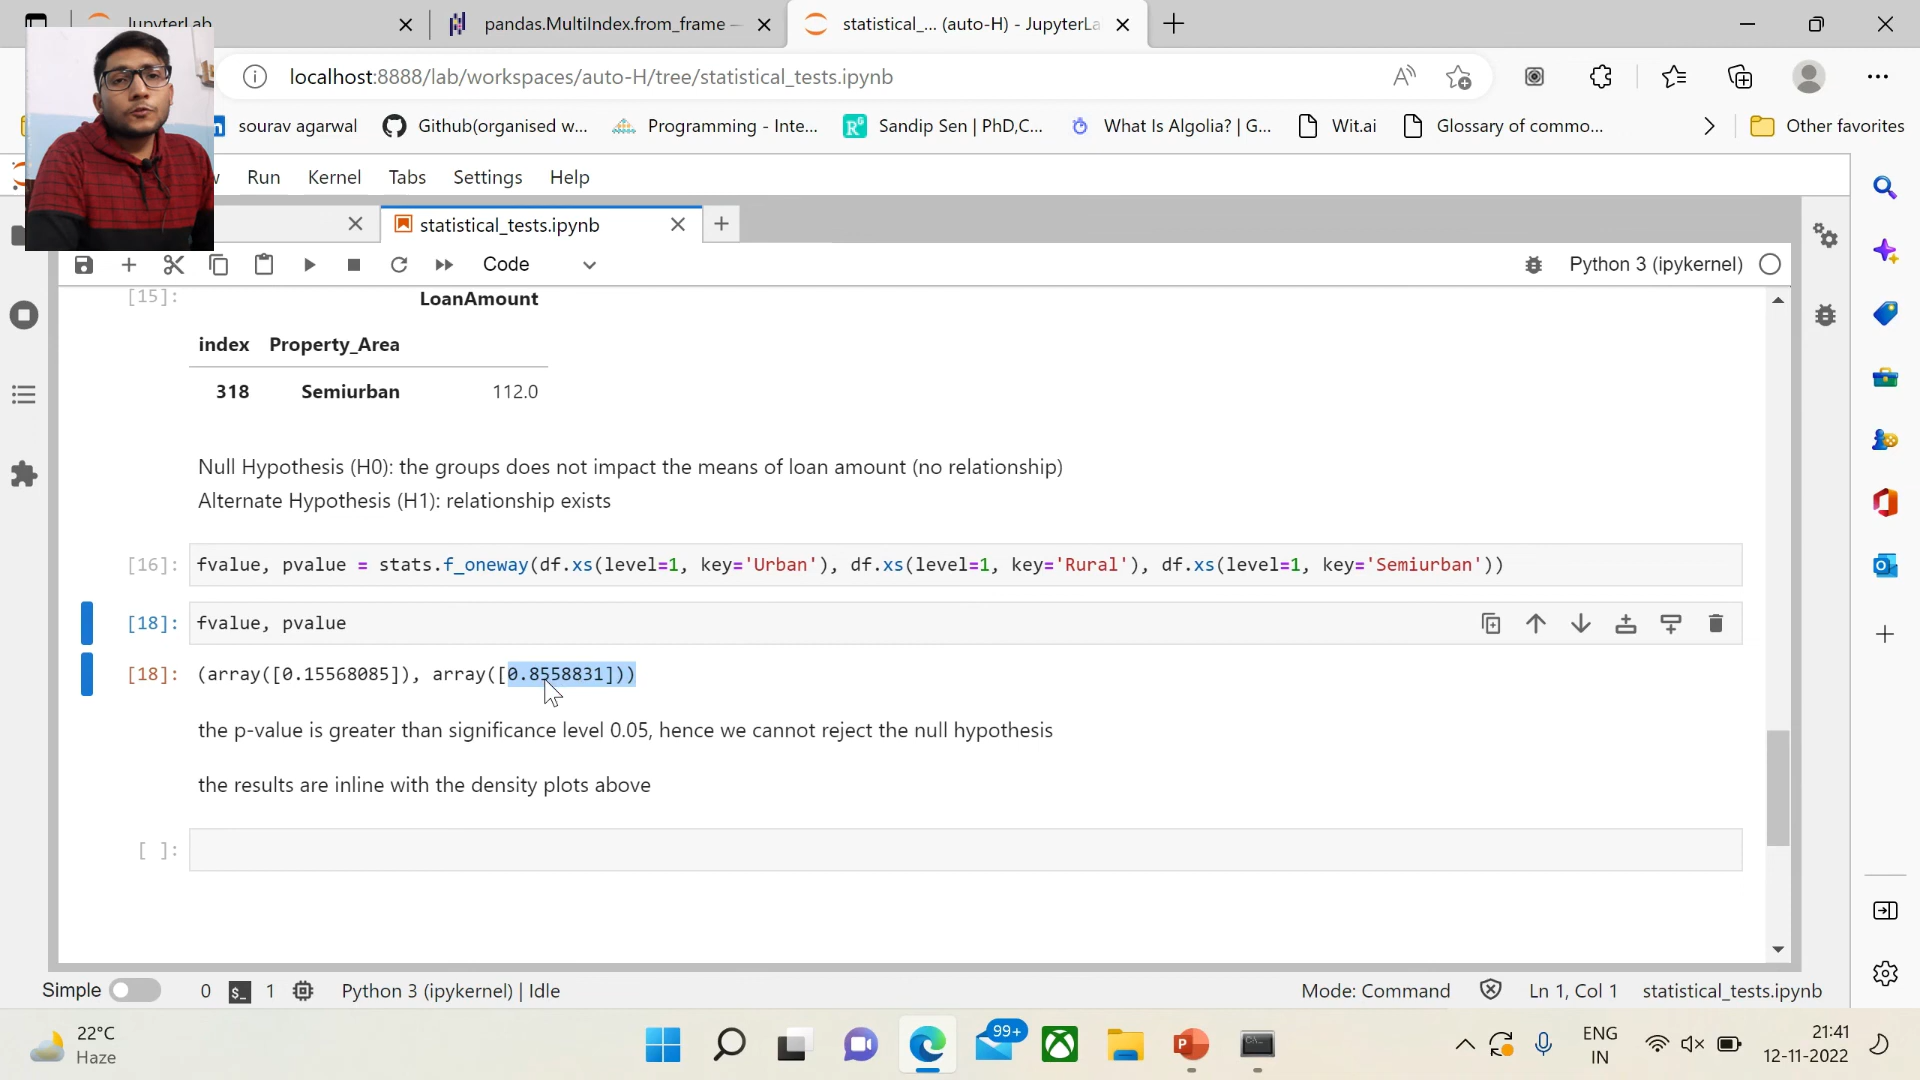 JupyterLab
pandas.MultiIndex.from_frame —
statistical_... (auto-H) - JupyterLa
localhost:8888/lab/workspaces/auto-H/tree/statistical_tests.ipynb
sourav agarwal
Github(organised w...
Programming - Inte...
Sandip Sen | PhD,C...
What Is Algolia? | G...
Wit.ai
Glossary of commo...
Other favorites
Run Kernel Tabs Settings Help
statistical_tests.ipynb
Code
Python 3 (ipykernel)
[15]:
LoanAmount
index Property_Area
318 Semiurban 112.0
Null Hypothesis (H0): the groups does not impact the means of loan amount (no relationship)
Alternate Hypothesis (H1): relationship exists
[16]: fvalue, pvalue = stats.f_oneway(df.xs(level=1, key='Urban'), df.xs(level=1, key='Rural'), df.xs(level=1, key='Semiurban'))
[18]: fvalue, pvalue
[18]: (array([0.15568085]), array([0.8558831]))
the p-value is greater than significance level 0.05, hence we cannot reject the null hypothesis
the results are inline with the density plots above
[ ]:
Simple 0 $_ 1 Python 3 (ipykernel) | Idle Mode: Command Ln 1, Col 1 statistical_tests.ipynb
22°C
Haze
99+
ENG
IN
21:41
12-11-2022